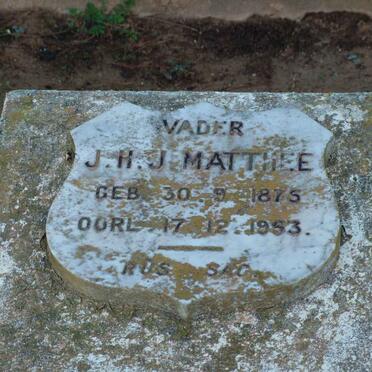 VADER
J. H. J. MATTHEE
GEB. 30. 9. 1875
OORL. 17. 12. 1953.
RUS SAG